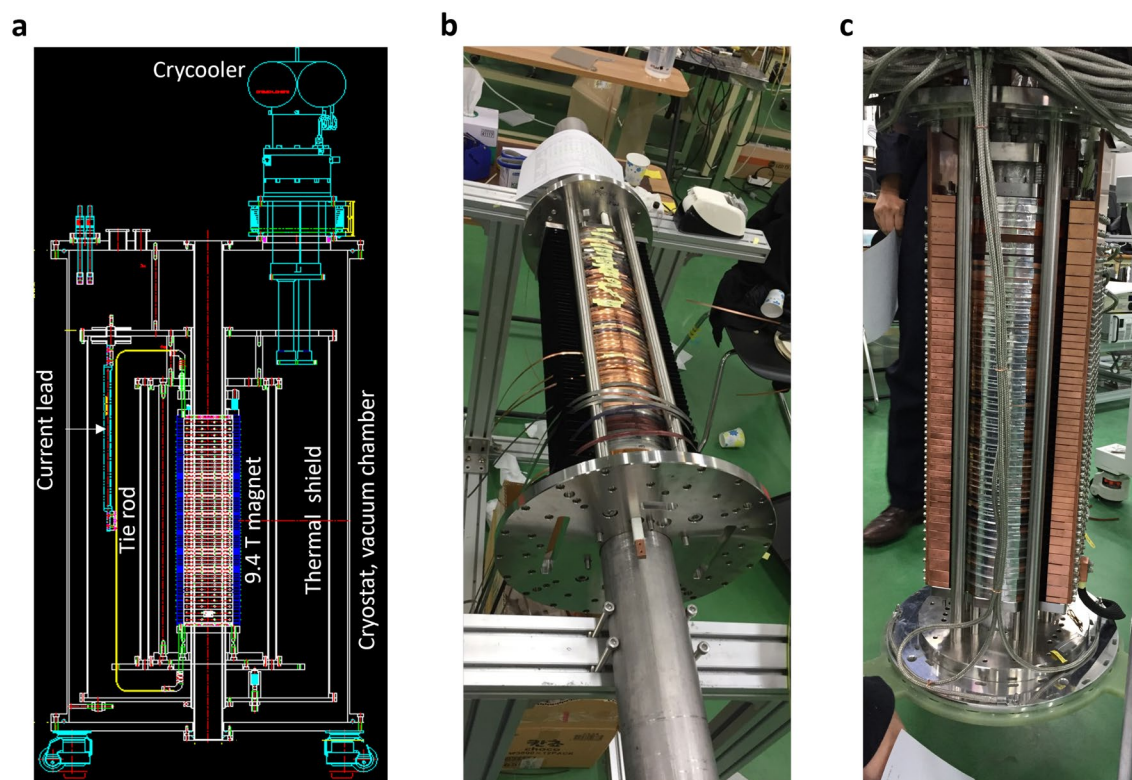 a
b
c
Crycooler
Current lead
Tie rod
9.4 T magnet
Thermal shield
Cryostat, vacuum chamber